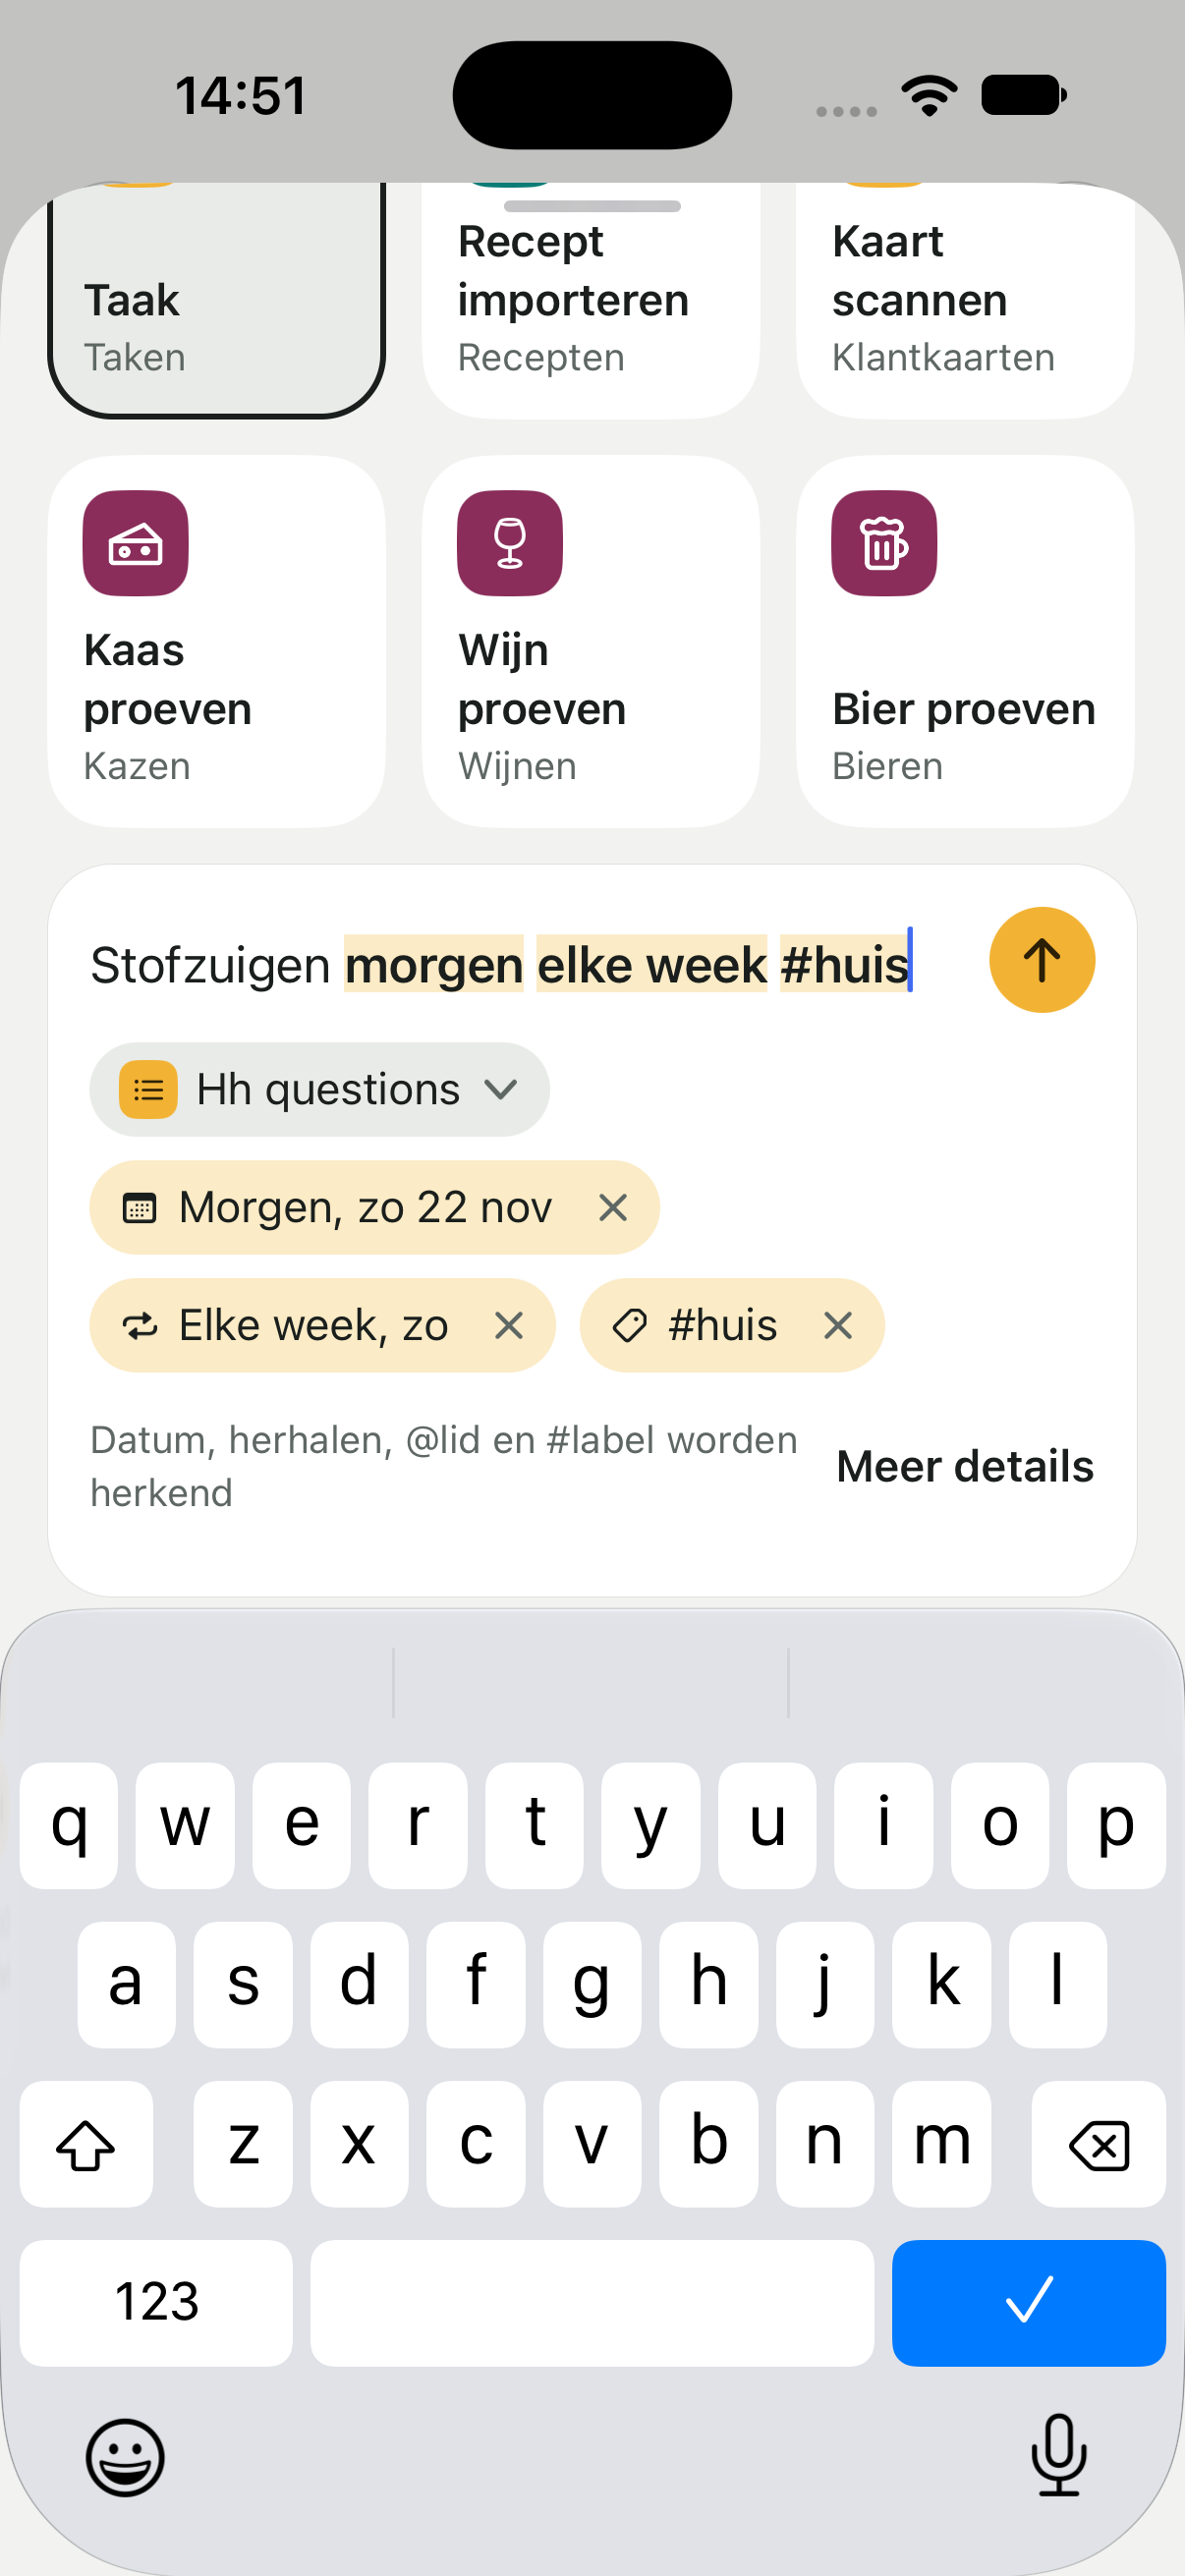 14:51
Taak
Taken
Recept
importeren
Recepten
Kaart
scannen
Klantkaarten
Kaas
proeven
Kazen
Wijn
proeven
Wijnen
Bier proeven
Bieren
Stofzuigen morgen elke week #huis
Hh questions
Morgen, zo 22 nov
Elke week, zo
#huis
Datum, herhalen, @lid en #label worden
herkend
Meer details
q w e r t y u i o p
a s d f g h j k l
z x c v b n m
123